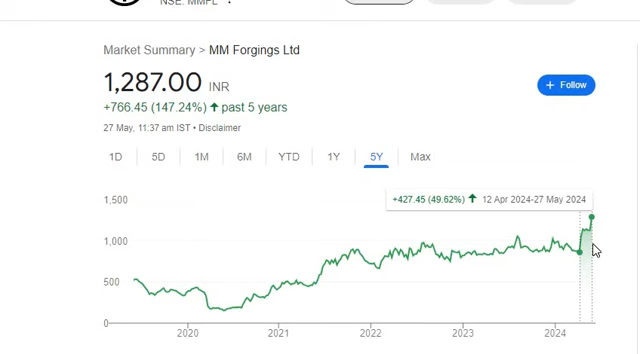 NSE: MMFL
Market Summary > MM Forgings Ltd
1,287.00 INR
+ Follow
+766.45 (147.24%) ↑ past 5 years
27 May, 11:37 am IST • Disclaimer
1D 5D 1M 6M YTD 1Y 5Y Max
+427.45 (49.62%) ↑ 12 Apr 2024-27 May 2024
1,500
1,000
500
0
2020 2021 2022 2023 2024